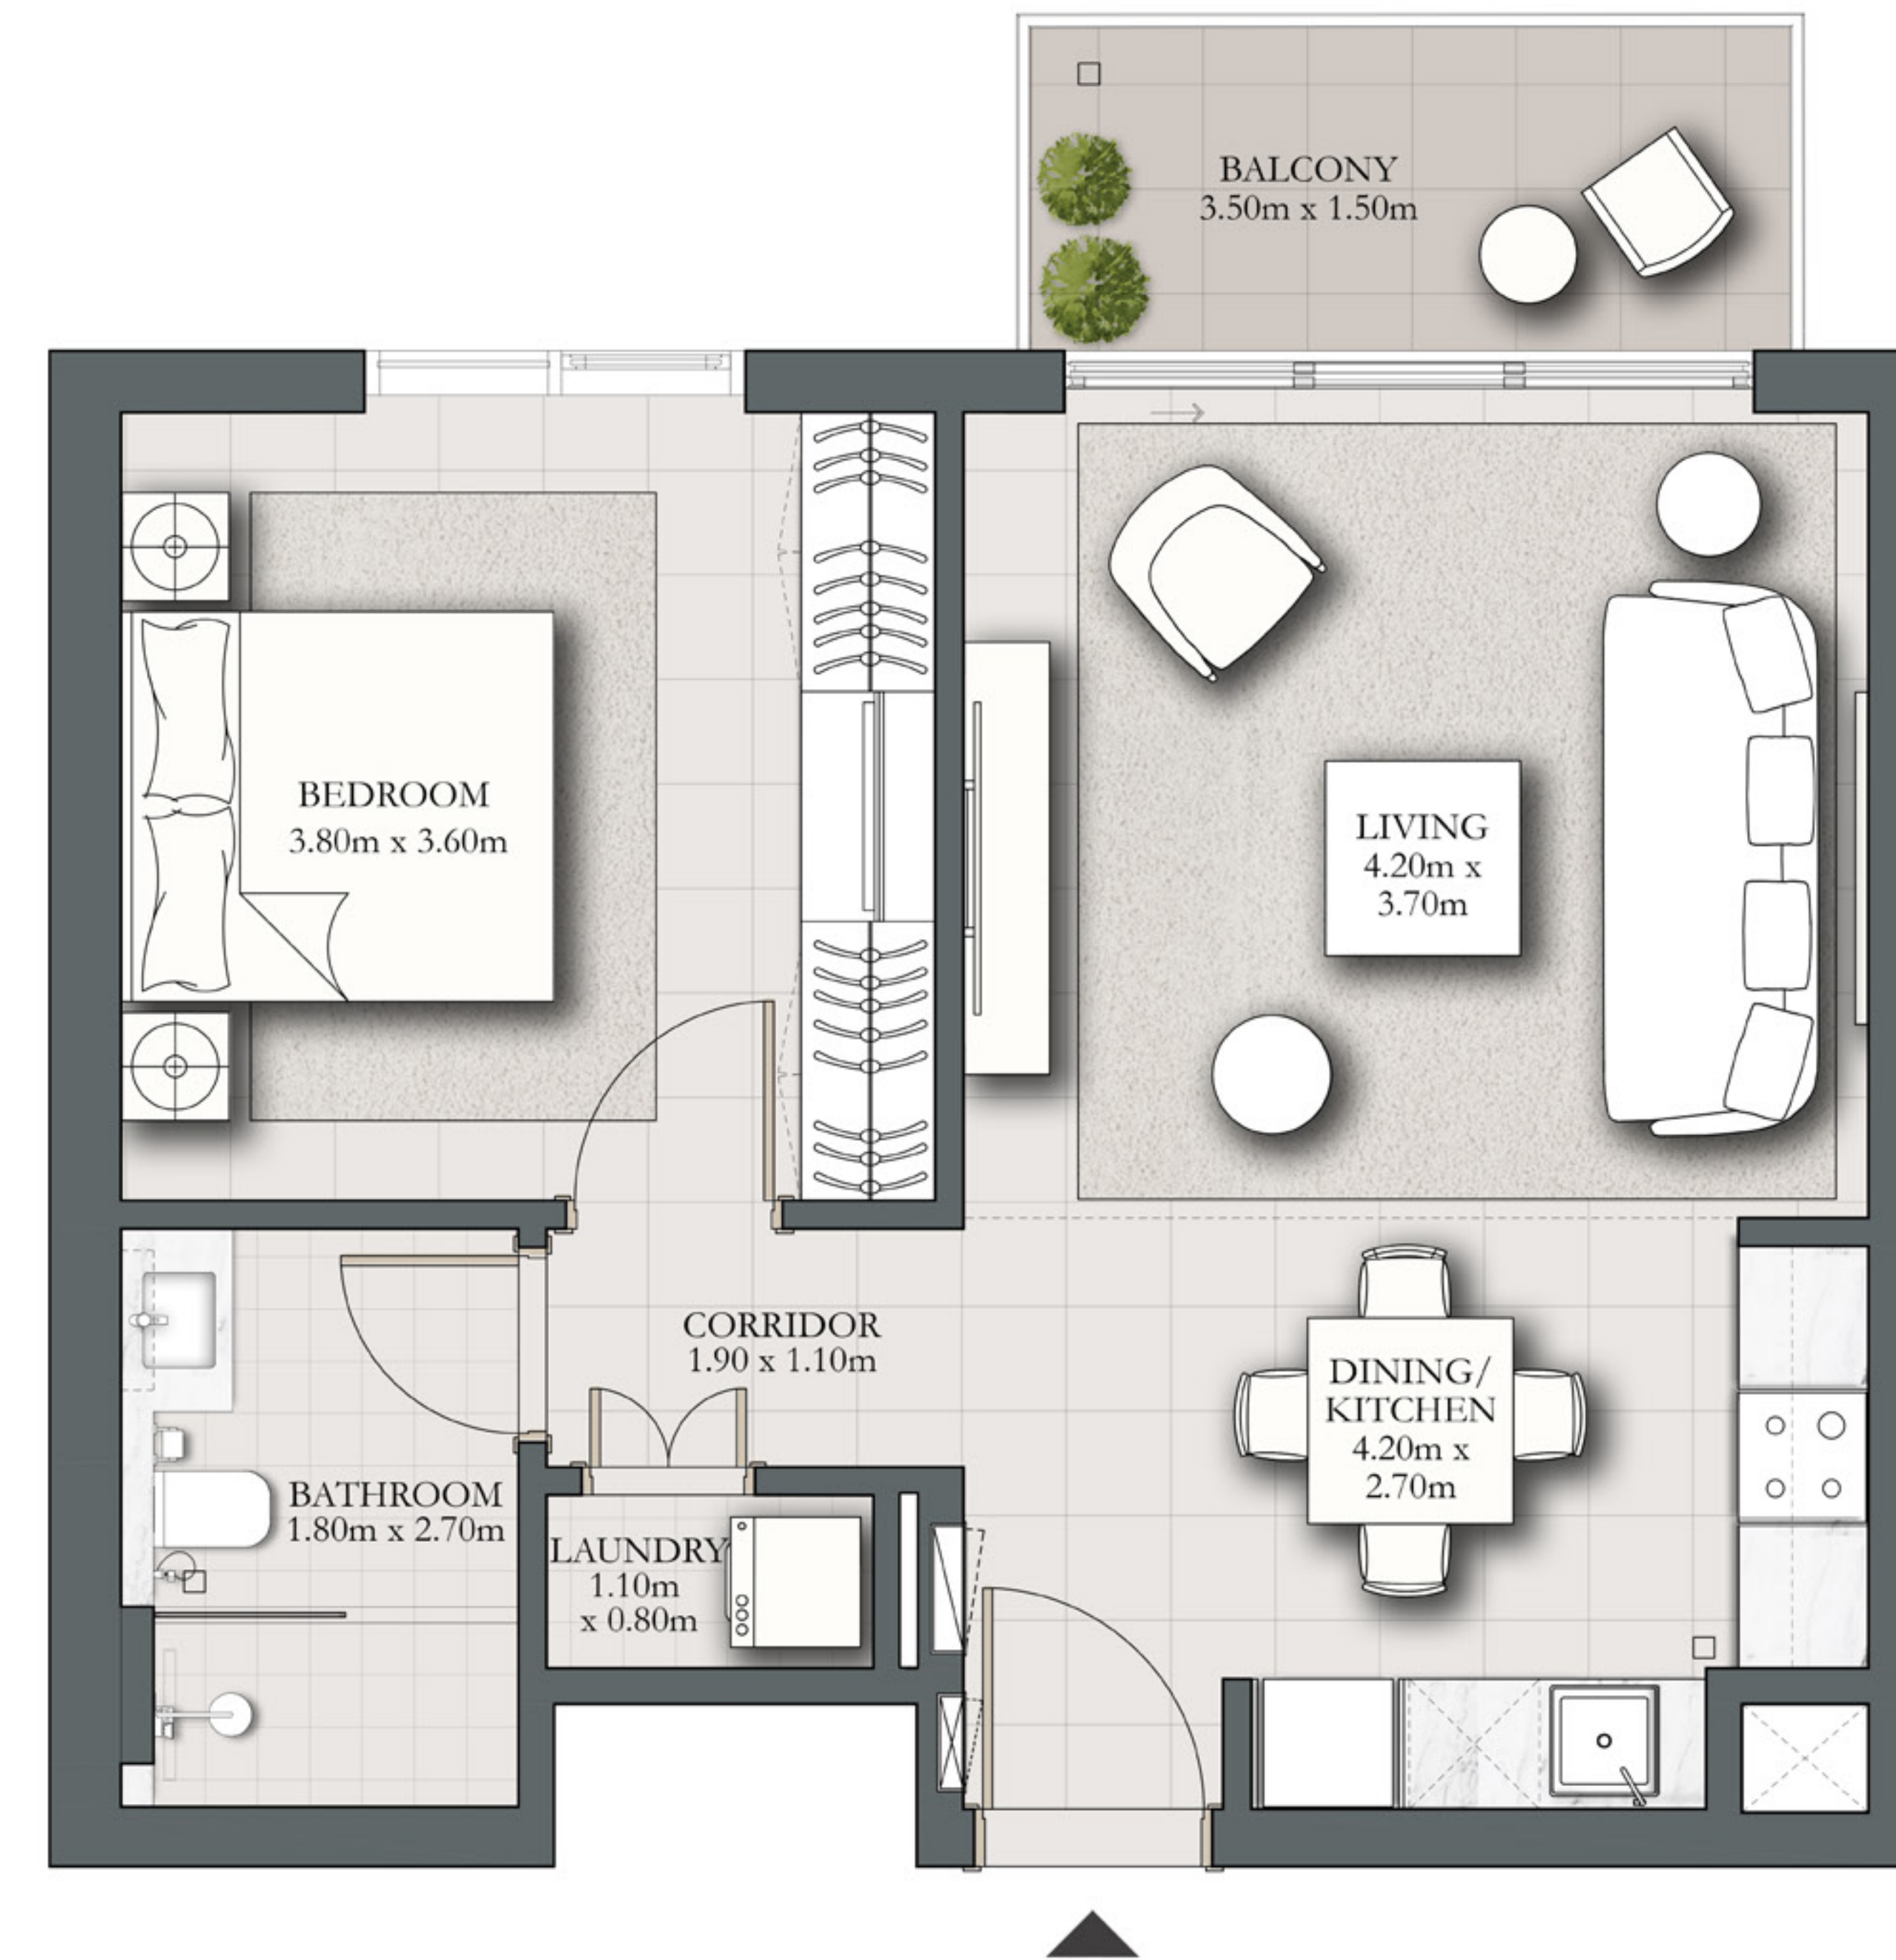 BALCONY
3.50m x 1.50m
BEDROOM
3.80m x 3.60m
LIVING
4.20m x
3.70m
CORRIDOR
1.90 x 1.10m
DINING/
KITCHEN
4.20m x
2.70m
BATHROOM
1.80m x 2.70m
LAUNDRY
1.10m
x 0.80m